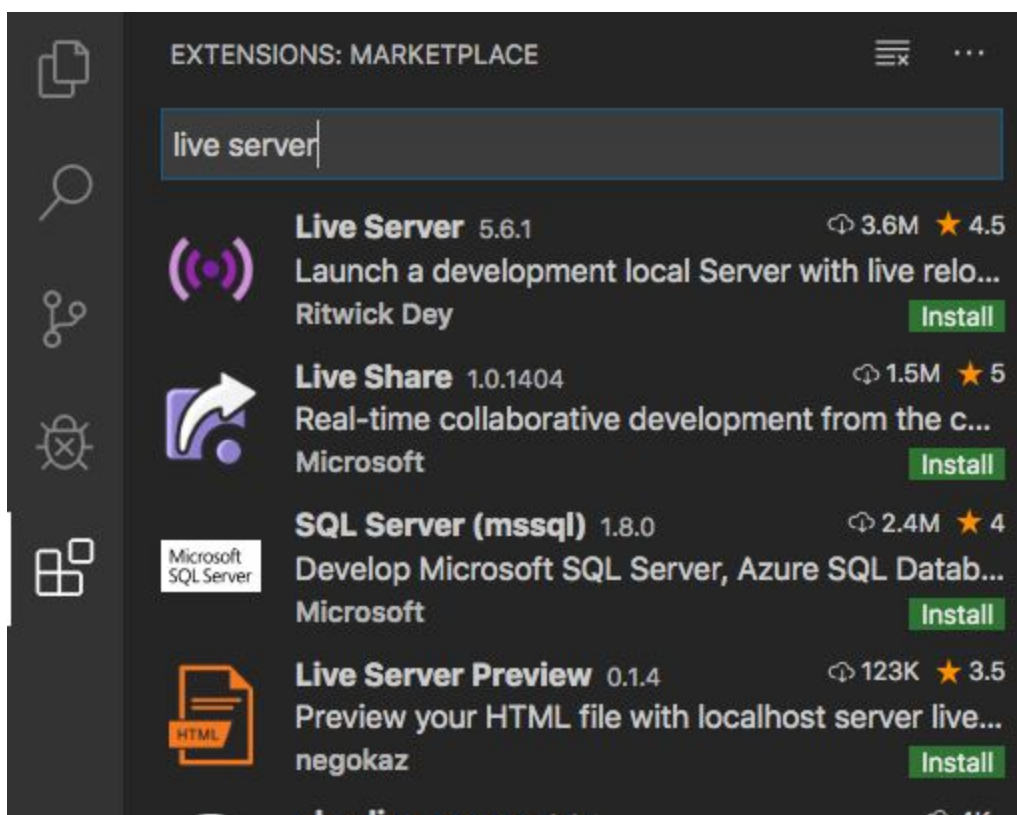 EXTENSIONS: MARKETPLACE
live server
Live Server 5.6.1 3.6M 4.5
Launch a development local Server with live relo...
Ritwick Dey Install
Live Share 1.0.1404 1.5M 5
Real-time collaborative development from the c...
Microsoft Install
SQL Server (mssql) 1.8.0 2.4M 4
Microsoft
SQL Server
Develop Microsoft SQL Server, Azure SQL Datab...
Microsoft Install
Live Server Preview 0.1.4 123K 3.5
Preview your HTML file with localhost server live...
HTML
negokaz Install